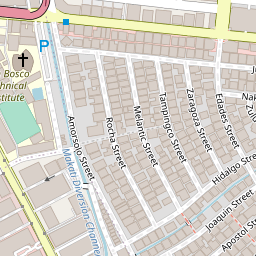 P
Bosco
chnical
stitute
Amorsolo Street
Makati Diversion Channel
Rocha Street
Melantic Street
Tampingco Street
Zaragoza Street
Edades Street
Hidalgo Street
Joaquin Street
Apostol Street